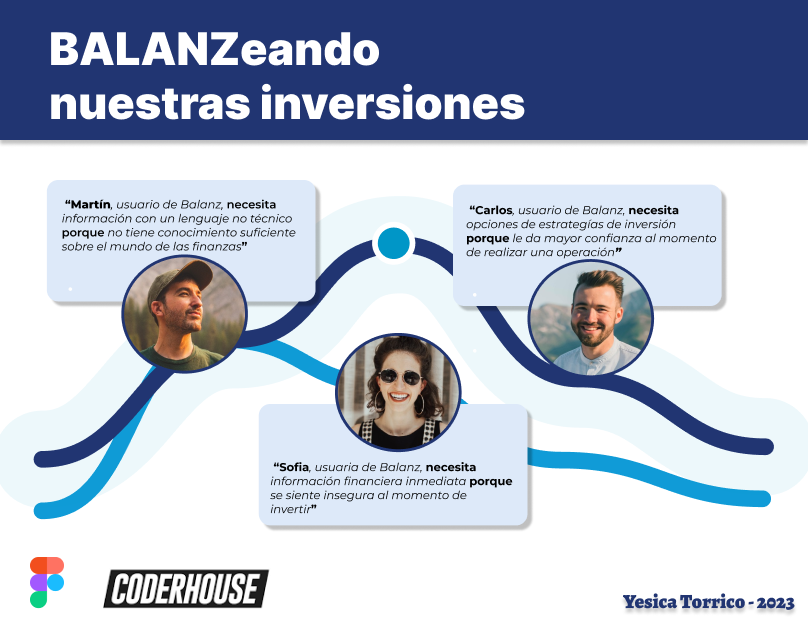 BALANZeando
nuestras inversiones
“Martín, usuario de Balanz, necesita
información con un lenguaje no técnico
porque no tiene conocimiento suficiente
sobre el mundo de las finanzas”
“Carlos, usuario de Balanz, necesita
opciones de estrategías de inversión
porque le da mayor confianza al momento
de realizar una operación”
“Sofia, usuaria de Balanz, necesita
información financiera inmediata porque
se siente insegura al momento de
invertir”
CODERHOUSE
Yesica Torrico - 2023